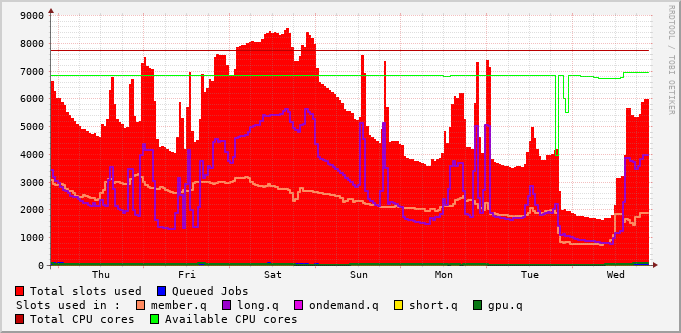 9000
8000
7000
6000
5000
4000
3000
2000
1000
0
Thu Fri Sat Sun Mon Tue Wed
RRDTOOL / TOBI OETIKER
Total slots used Queued Jobs
Slots used in : member.q long.q ondemand.q short.q gpu.q
Total CPU cores Available CPU cores